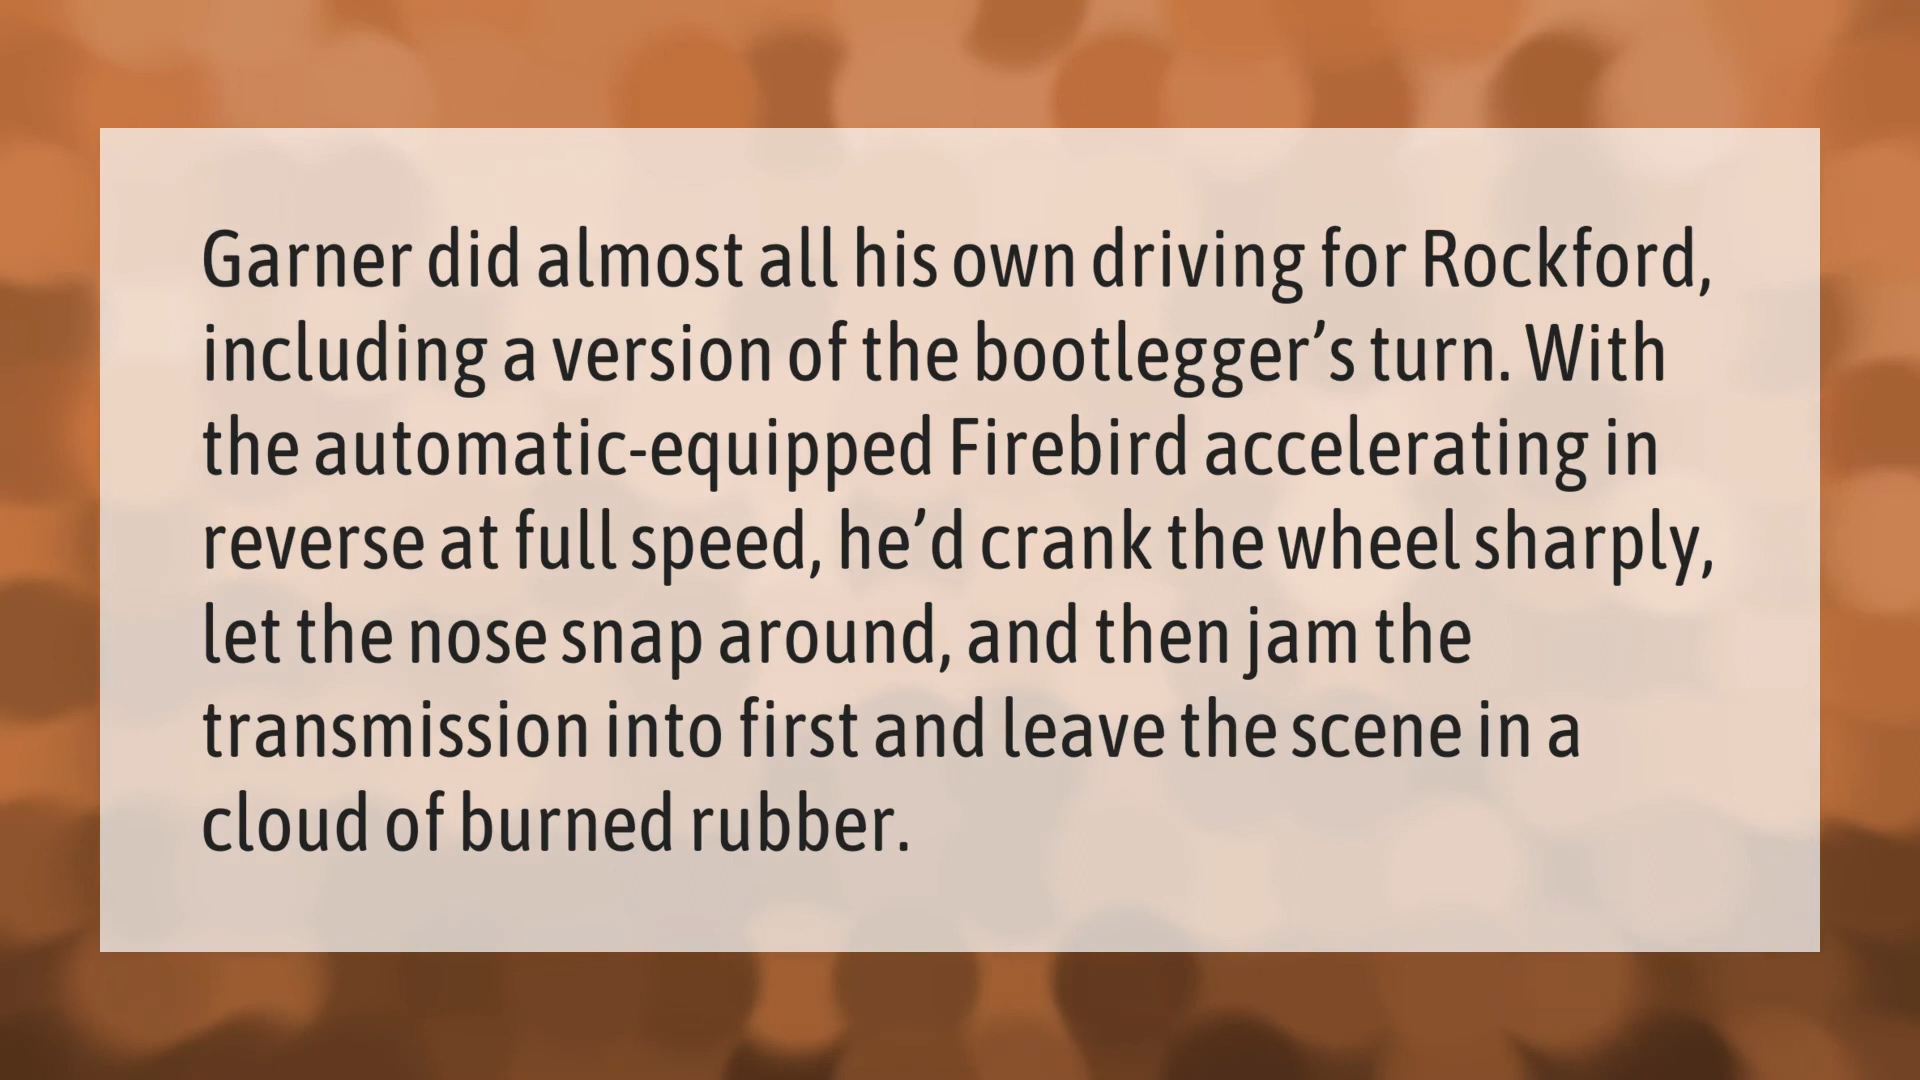 Garner did almost all his own driving for Rockford,
including a version of the bootlegger’s turn. With
the automatic-equipped Firebird accelerating in
reverse at full speed, he’d crank the wheel sharply,
let the nose snap around, and then jam the
transmission into first and leave the scene in a
cloud of burned rubber.